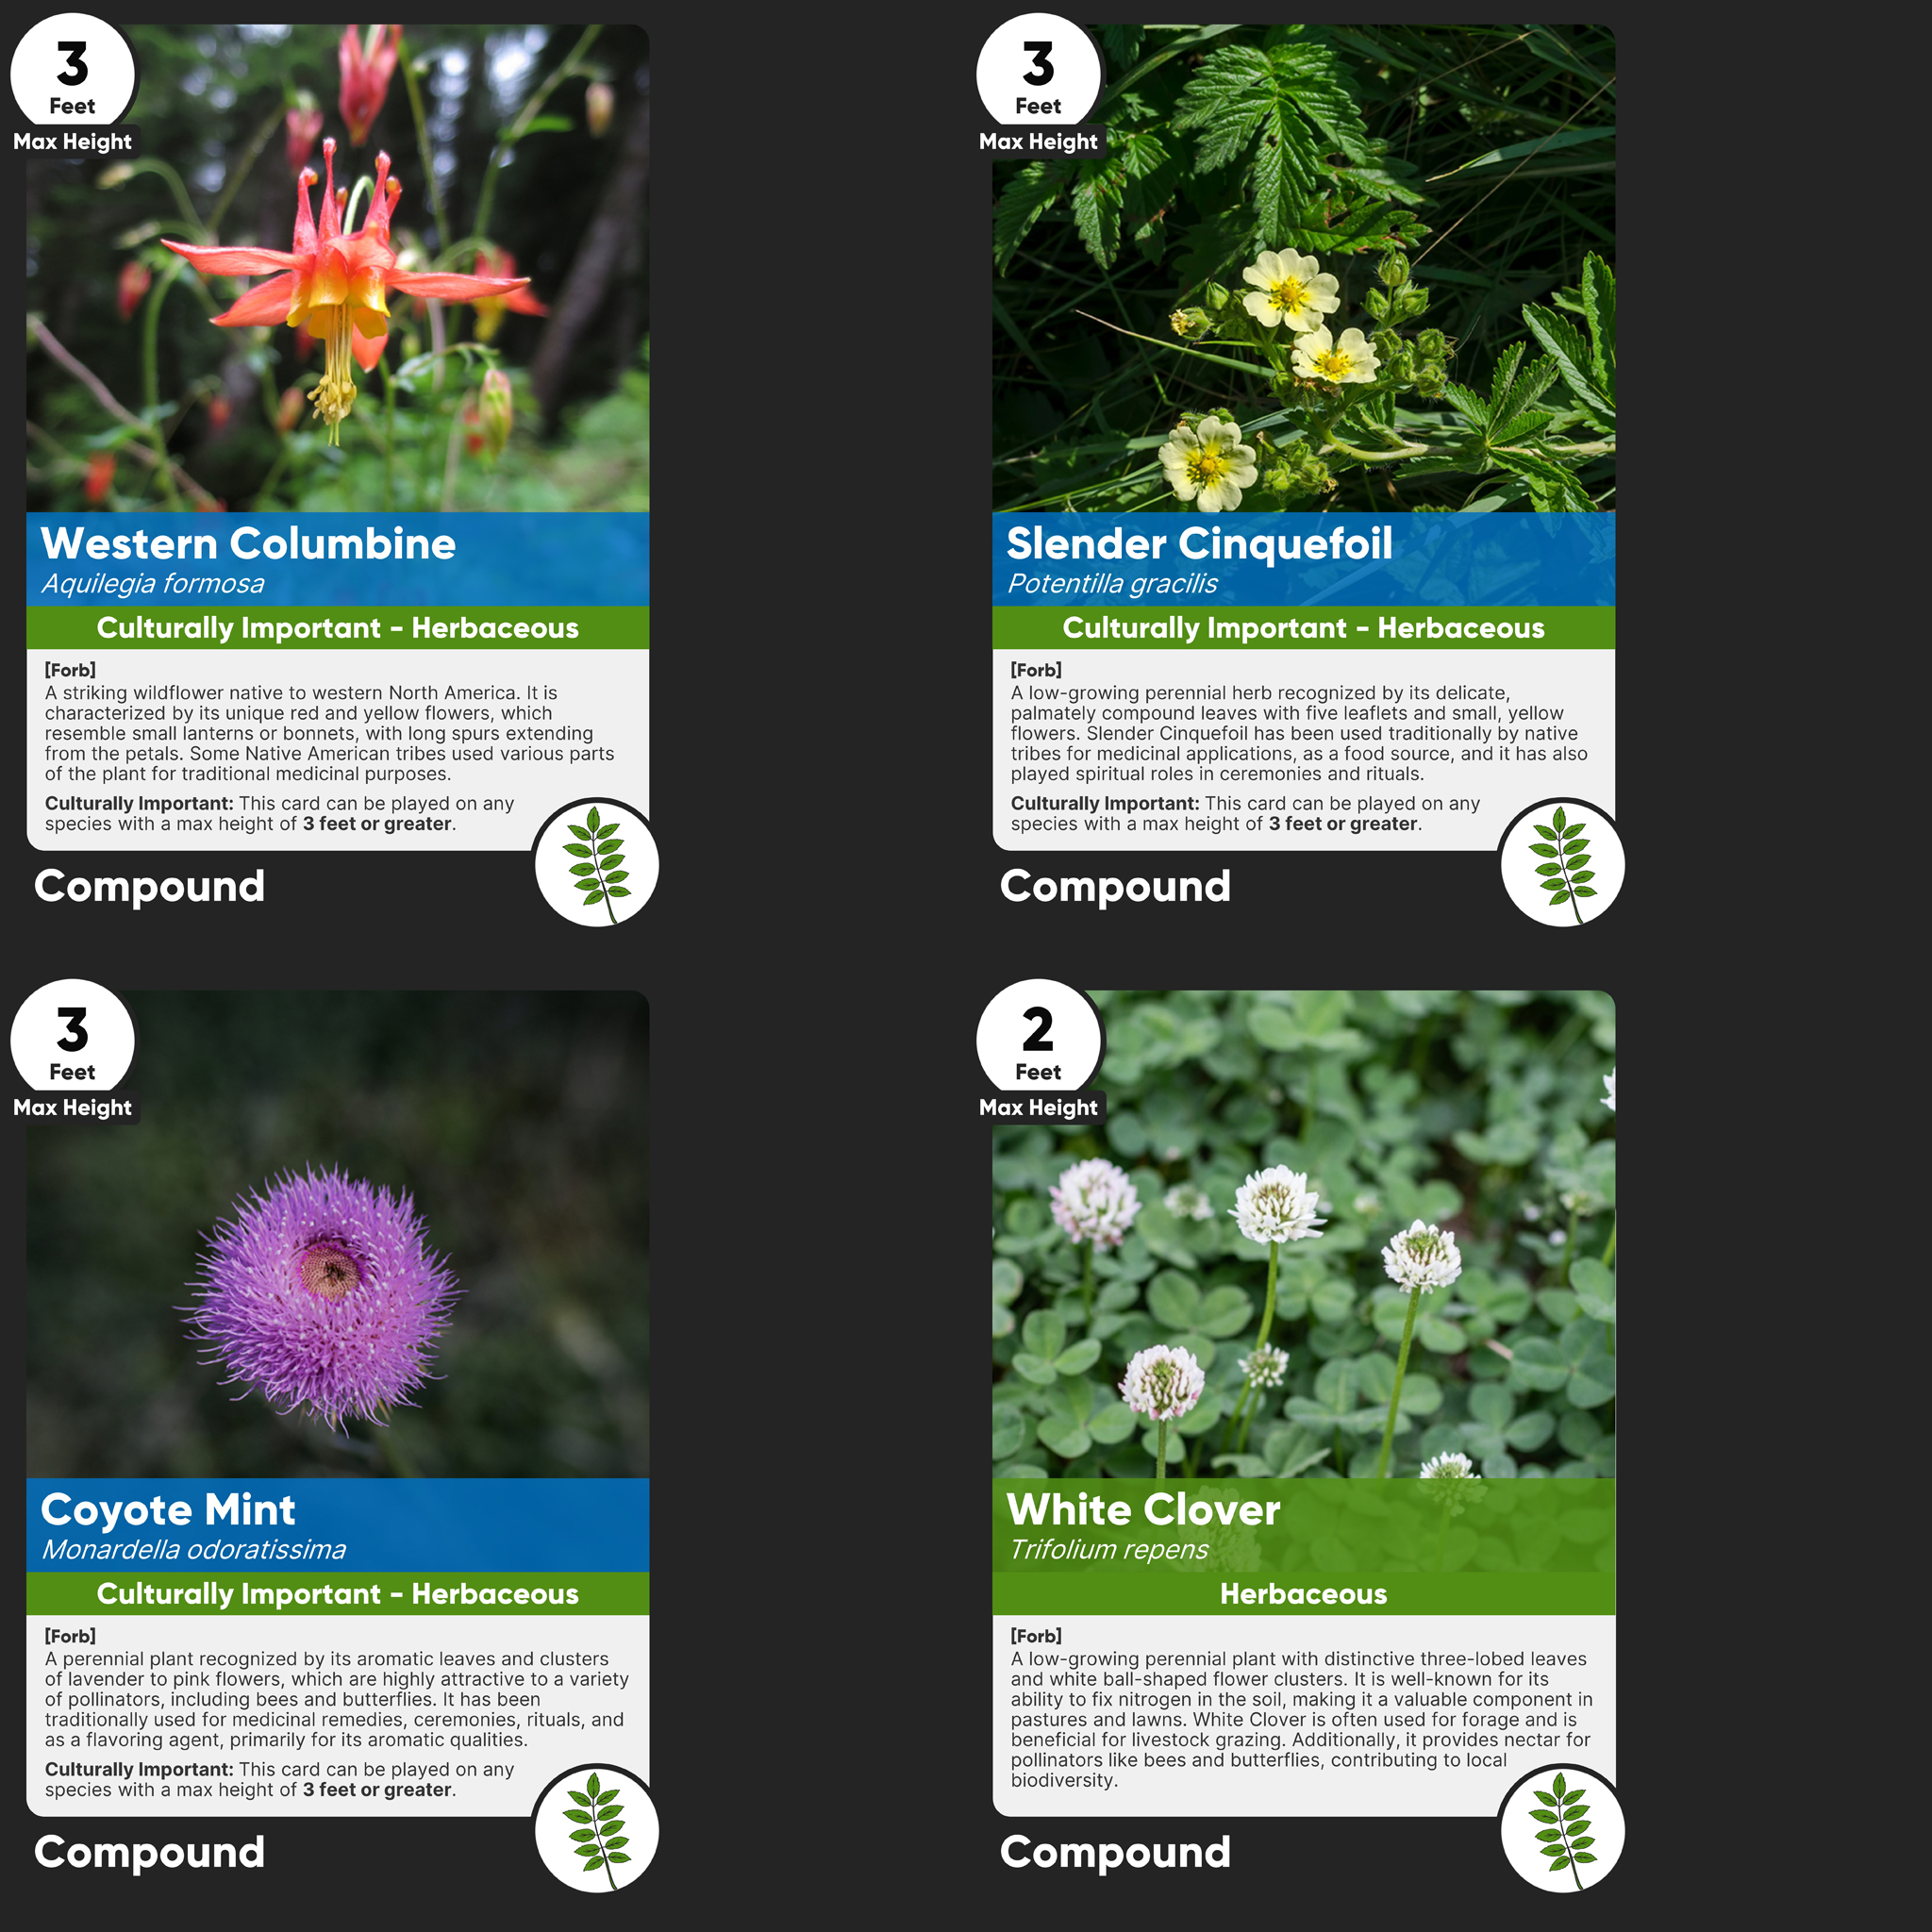 3
Feet
Max Height
Western Columbine
Aquilegia formosa
Culturally Important - Herbaceous
[Forb]
A striking wildflower native to western North America. It is
characterized by its unique red and yellow flowers, which
resemble small lanterns or bonnets, with long spurs extending
from the petals. Some Native American tribes used various parts
of the plant for traditional medicinal purposes.
Culturally Important: This card can be played on any
species with a max height of 3 feet or greater.
Compound
3
Feet
Max Height
Slender Cinquefoil
Potentilla gracilis
Culturally Important - Herbaceous
[Forb]
A low-growing perennial herb recognized by its delicate,
palmately compound leaves with five leaflets and small, yellow
flowers. Slender Cinquefoil has been used traditionally by native
tribes for medicinal applications, as a food source, and it has also
played spiritual roles in ceremonies and rituals.
Culturally Important: This card can be played on any
species with a max height of 3 feet or greater.
Compound
3
Feet
Max Height
Coyote Mint
Monardella odoratissima
Culturally Important - Herbaceous
[Forb]
A perennial plant recognized by its aromatic leaves and clusters
of lavender to pink flowers, which are highly attractive to a variety
of pollinators, including bees and butterflies. It has been
traditionally used for medicinal remedies, ceremonies, rituals, and
as a flavoring agent, primarily for its aromatic qualities.
Culturally Important: This card can be played on any
species with a max height of 3 feet or greater.
Compound
2
Feet
Max Height
White Clover
Trifolium repens
Herbaceous
[Forb]
A low-growing perennial plant with distinctive three-lobed leaves
and white ball-shaped flower clusters. It is well-known for its
ability to fix nitrogen in the soil, making it a valuable component in
pastures and lawns. White Clover is often used for forage and is
beneficial for livestock grazing. Additionally, it provides nectar for
pollinators like bees and butterflies, contributing to local
biodiversity.
Compound